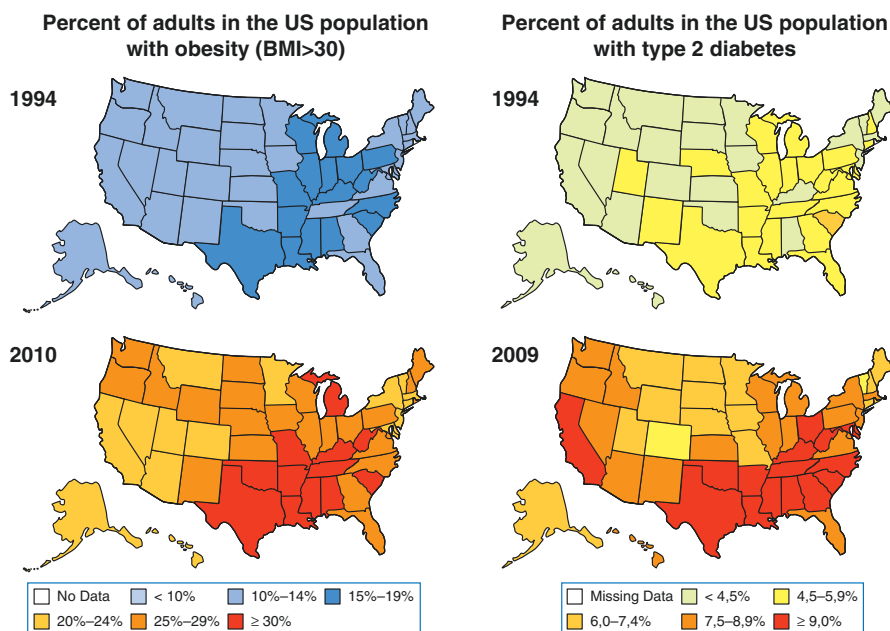 Percent of adults in the US population
with obesity (BMI>30)
1994
2010
No Data
< 10%
10%–14%
15%–19%
20%–24%
25%–29%
≥ 30%
Percent of adults in the US population
with type 2 diabetes
1994
2009
Missing Data
< 4,5%
4,5–5,9%
6,0–7,4%
7,5–8,9%
≥ 9,0%